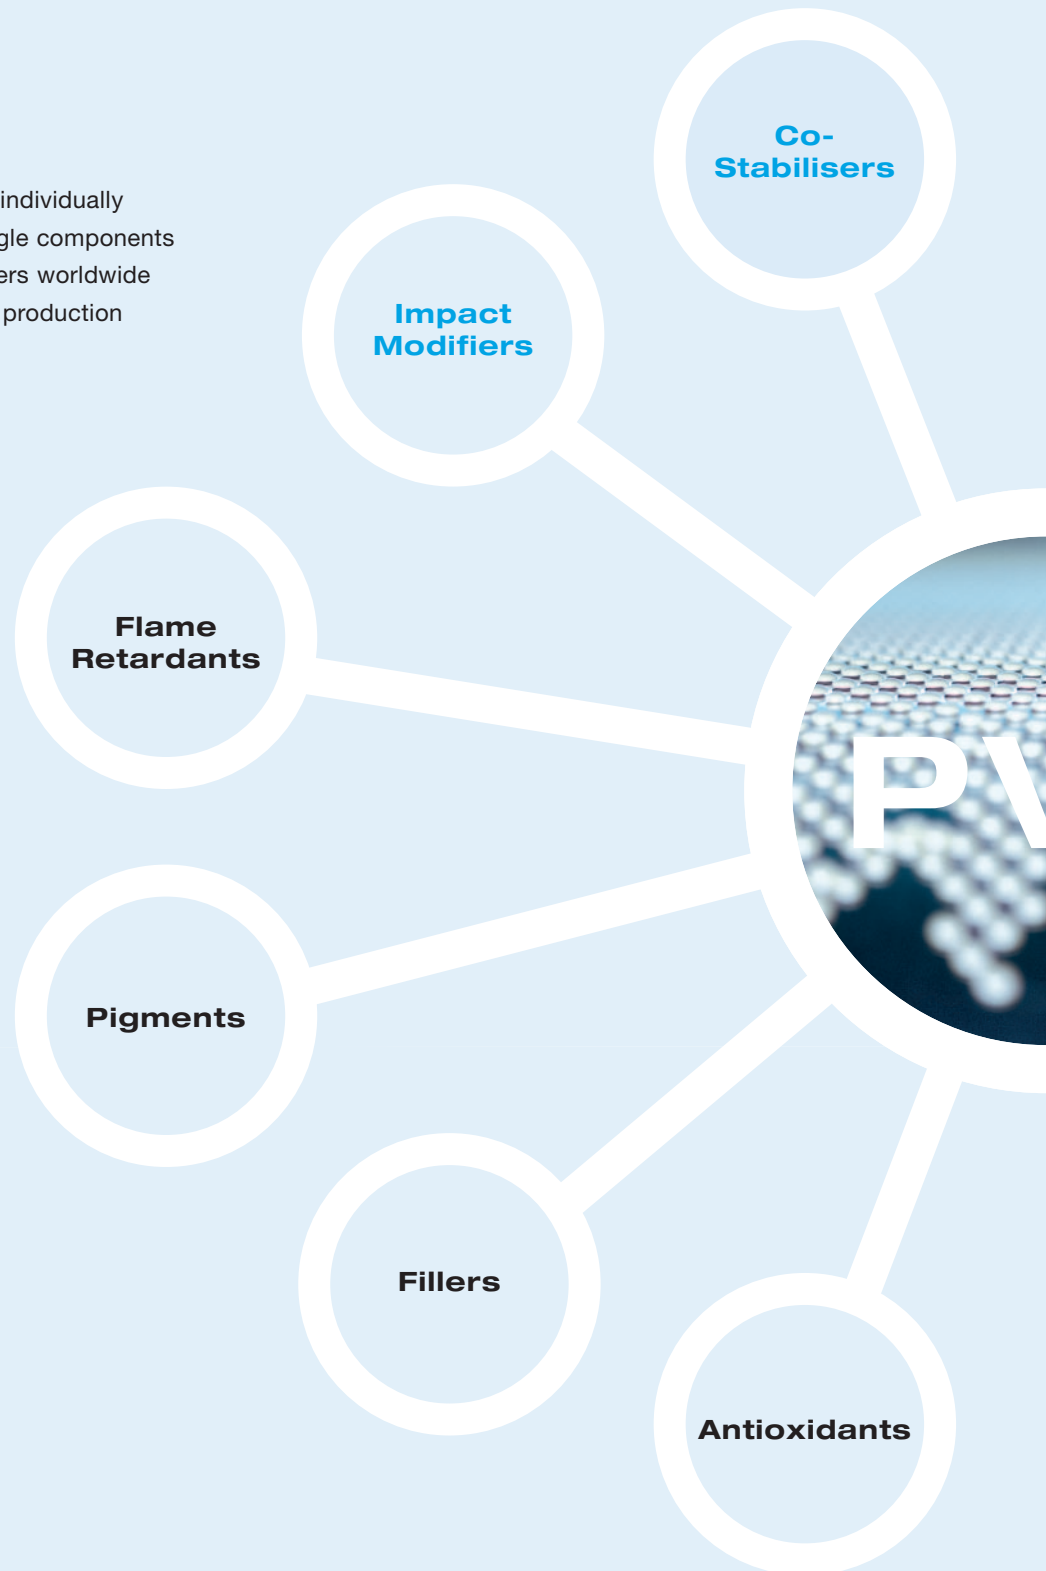 individually
gle components
ers worldwide
production
Co-
Stabilisers
Impact
Modifiers
Flame
Retardants
PV
Pigments
Fillers
Antioxidants